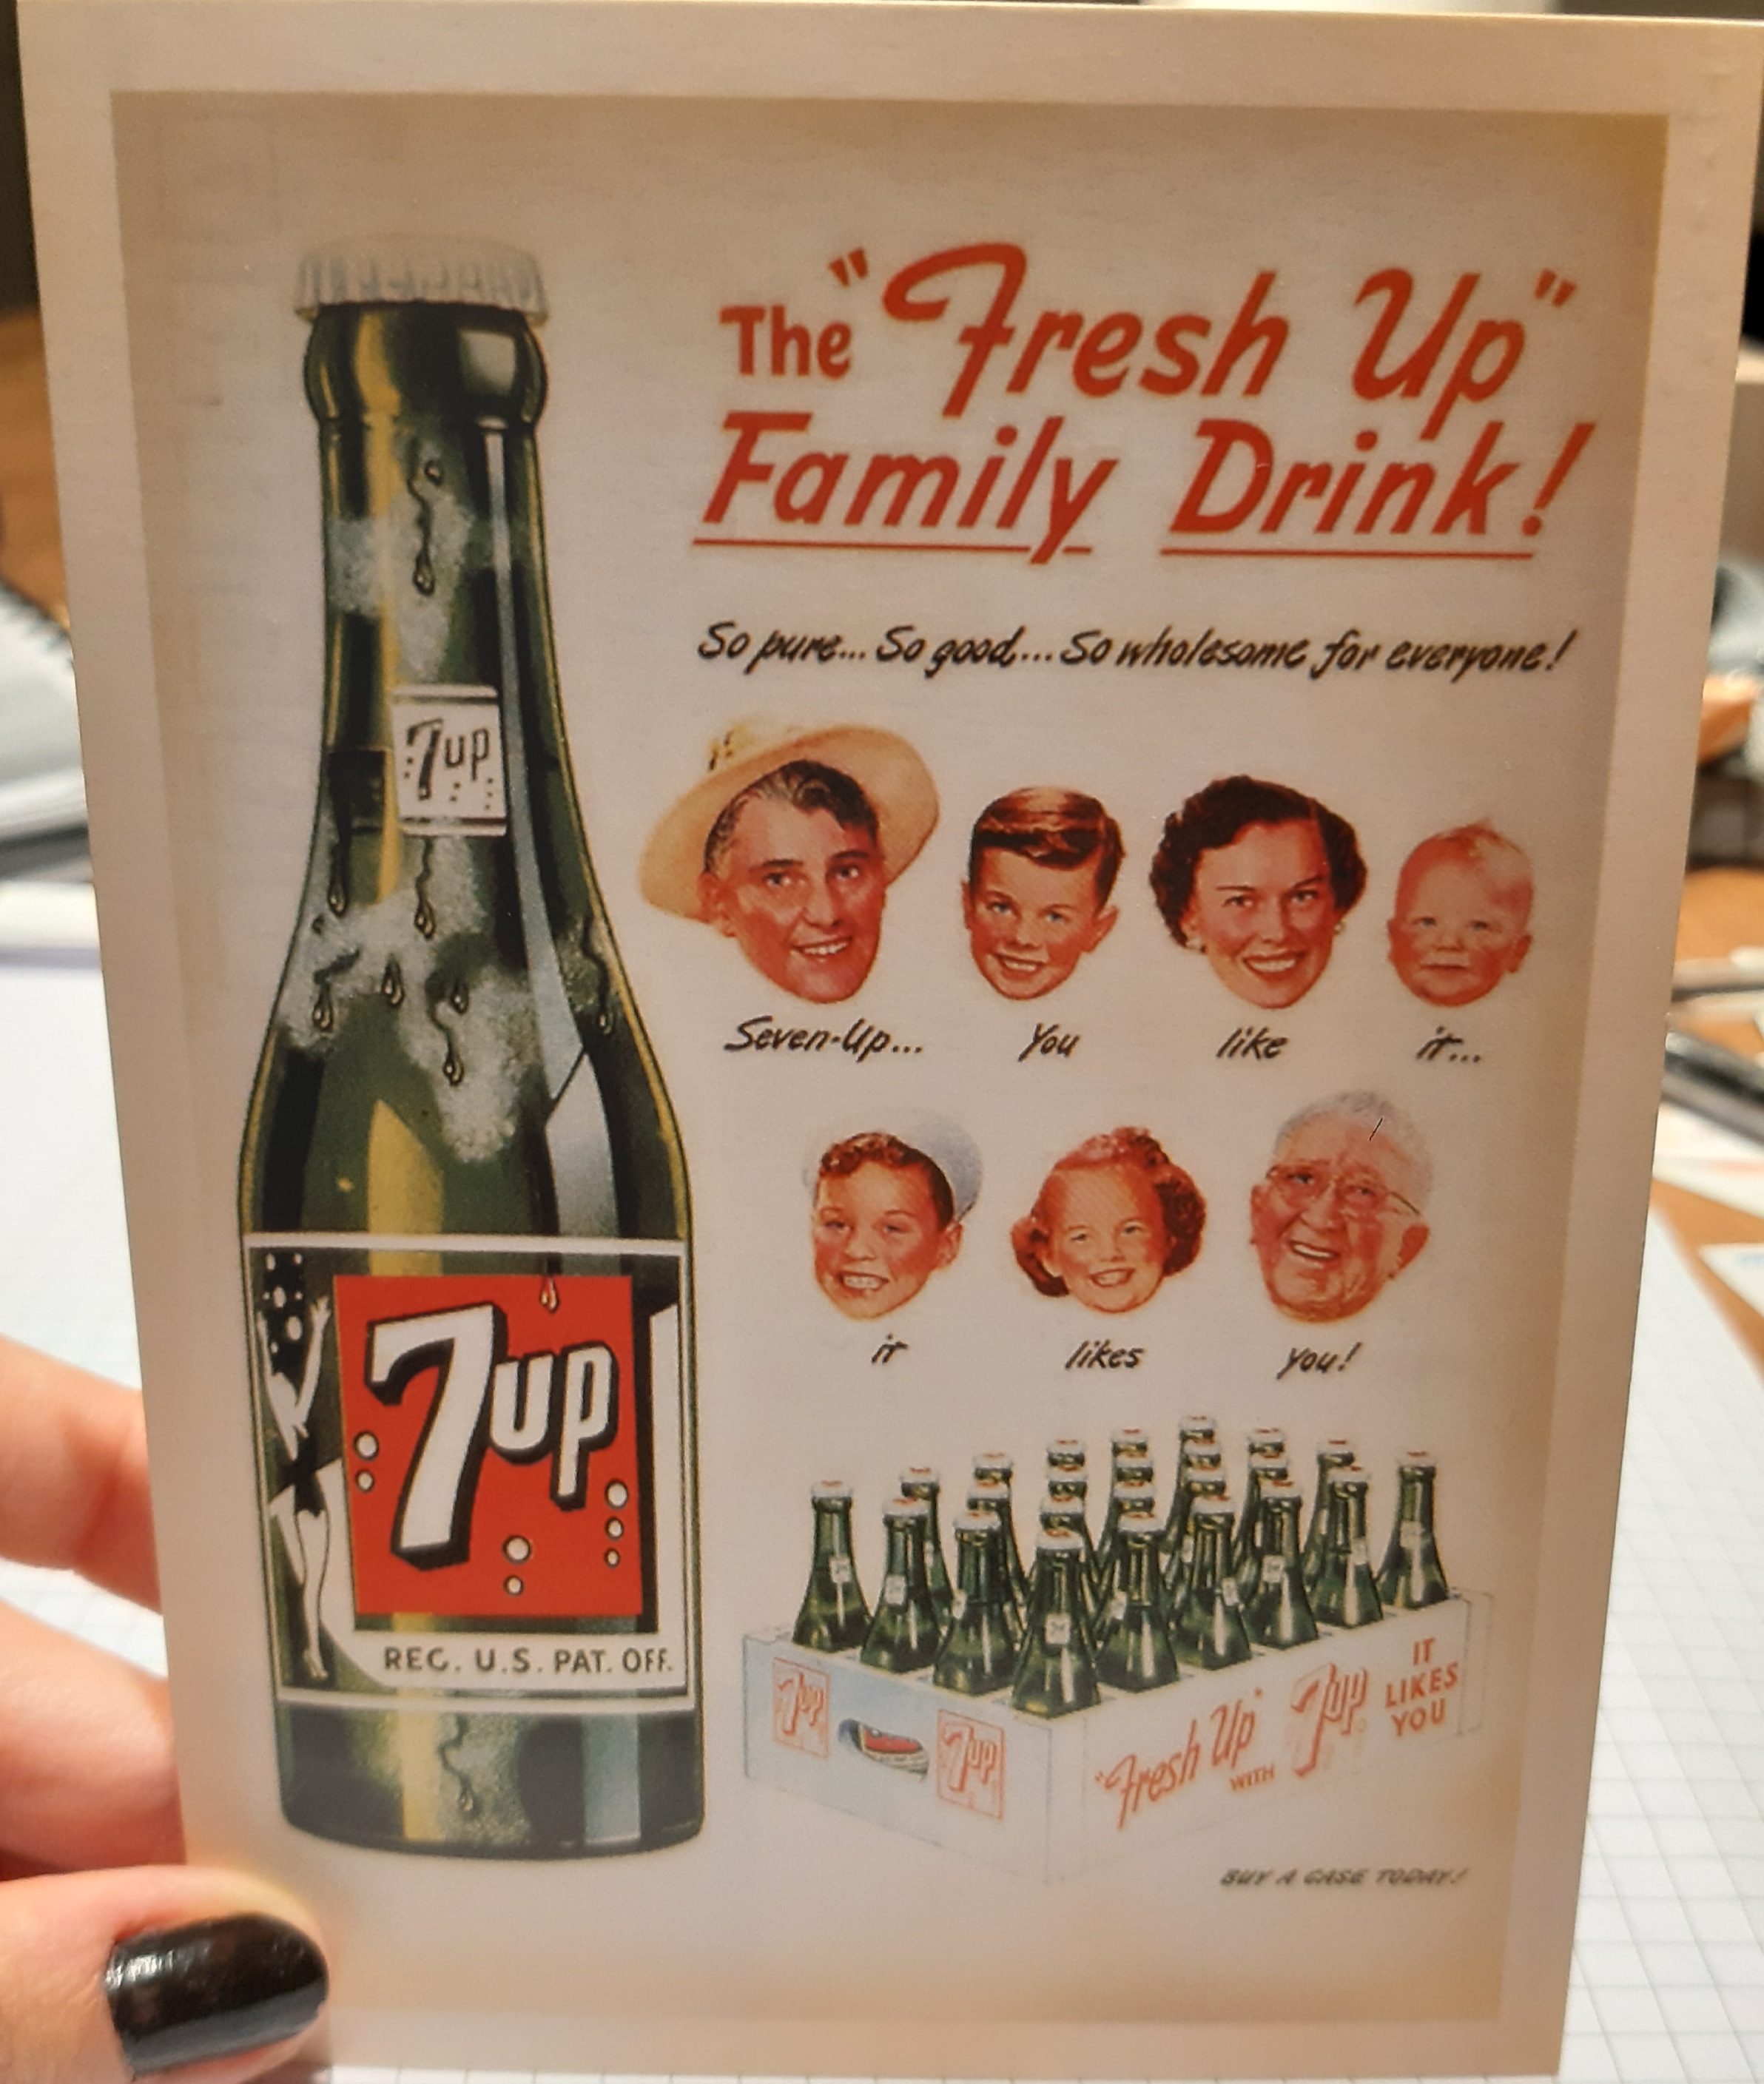 The "Fresh Up"
Family Drink!
So pure... So good... So wholesome for everyone!
7up
Seven-Up... You like it...
it likes you!
7up
REG. U.S. PAT. OFF.
7up 7up
"Fresh Up" WITH 7up IT LIKES YOU
BUY A CASE TODAY!